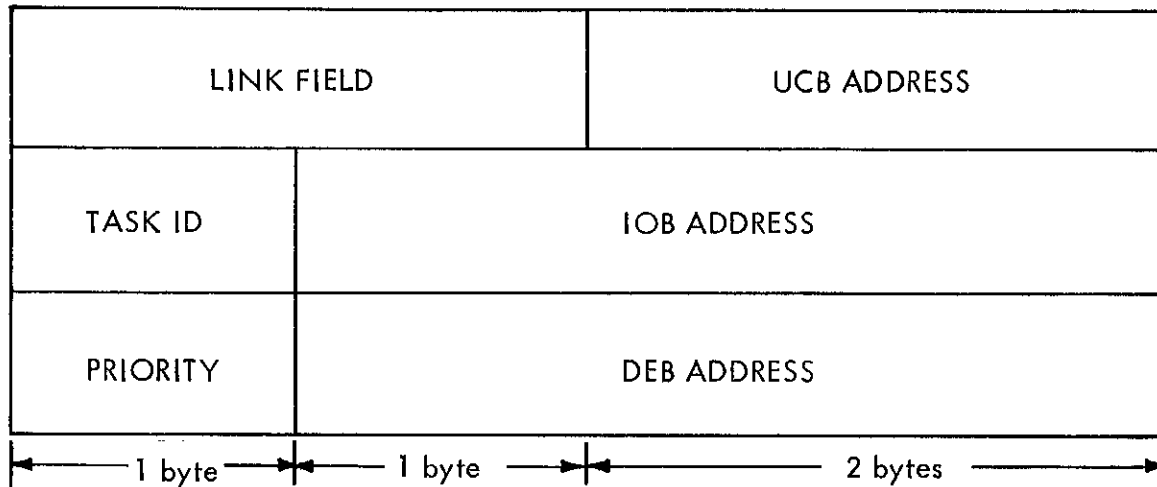 LINK FIELD UCB ADDRESS
TASK ID IOB ADDRESS
PRIORITY DEB ADDRESS
1 byte 1 byte 2 bytes